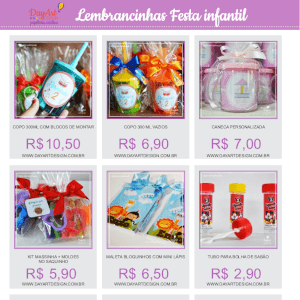 DayArt
Lembrancinhas Festa infantil
COPO 300ML COM BLOCOS DE MONTAR
R$10,50
WWW.DAYARTDESIGN.COM.BR
COPO 300 ML VAZIOS
R$ 6,90
WWW.DAYARTDESIGN.COM.BR
CANECA PERSONALIZADA
R$ 7,00
WWW.DAYARTDESIGN.COM.BR
KIT MASSINHA + MOLDES
NO SAQUINHO
R$ 5,90
WWW.DAYARTDESIGN.COM.BR
MALETA BLOQUINHOS COM MINI LÁPIS
R$ 6,50
WWW.DAYARTDESIGN.COM.BR
TUBO PARA BOLHA DE SABÃO
R$ 2,90
WWW.DAYARTDESIGN.COM.BR